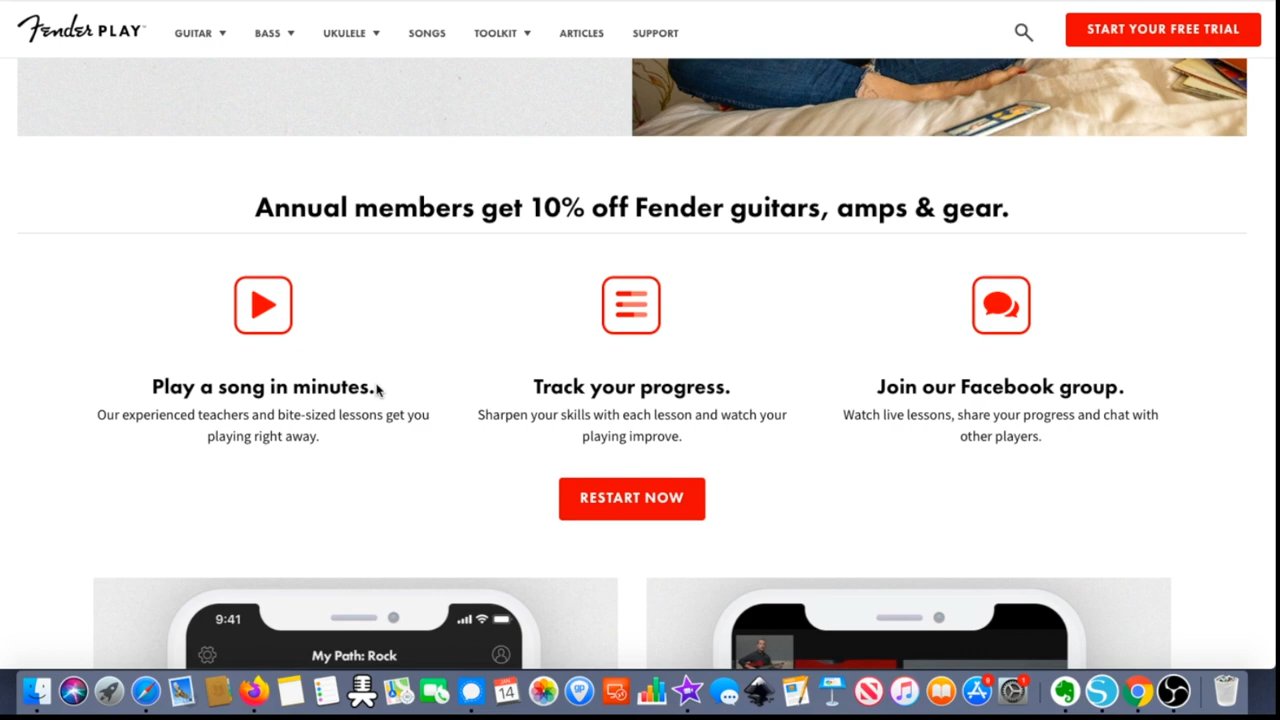 Fender PLAY™
GUITAR
BASS
UKULELE
SONGS
TOOLKIT
ARTICLES
SUPPORT
START YOUR FREE TRIAL
Annual members get 10% off Fender guitars, amps & gear.
Play a song in minutes.
Our experienced teachers and bite-sized lessons get you
playing right away.
Track your progress.
Sharpen your skills with each lesson and watch your
playing improve.
Join our Facebook group.
Watch live lessons, share your progress and chat with
other players.
RESTART NOW
9:41
My Path: Rock
14